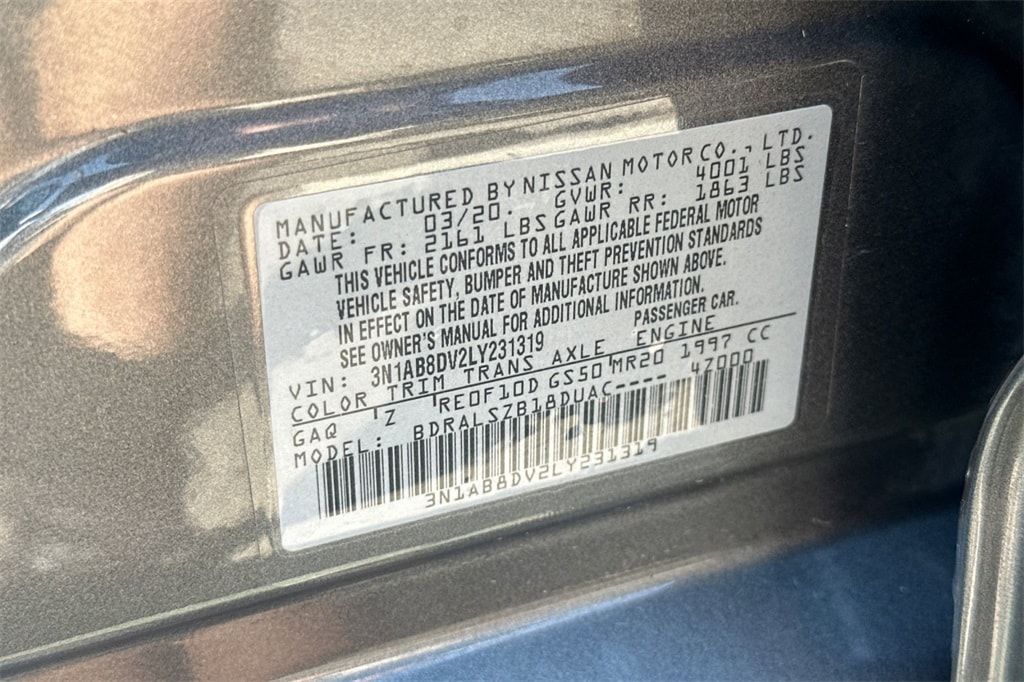 MANUFACTURED BY NISSAN MOTOR CO., LTD.
DATE: 03/20. GVWR: 4001 LBS
GAWR FR: 2161 LBS GAWR RR: 1863 LBS
THIS VEHICLE CONFORMS TO ALL APPLICABLE FEDERAL MOTOR
VEHICLE SAFETY, BUMPER AND THEFT PREVENTION STANDARDS
IN EFFECT ON THE DATE OF MANUFACTURE SHOWN ABOVE.
SEE OWNER'S MANUAL FOR ADDITIONAL INFORMATION.
VIN: 3N1AB8DV2LY231319 PASSENGER CAR.
COLOR TRIM TRANS AXLE ENGINE
GAQ Z RE0F10D GS50 MR20 1997 CC
MODEL: BDRALSZB18DUAC---- 47000
3N1AB8DV2LY231319